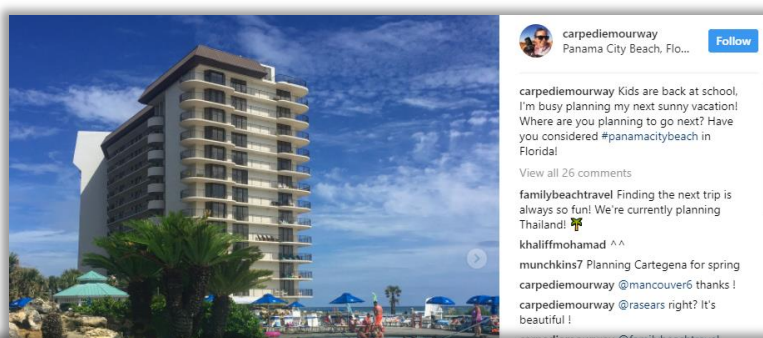 carpediemourway
Panama City Beach, Flo...
Follow
carpediemourway Kids are back at school,
I'm busy planning my next sunny vacation!
Where are you planning to go next? Have
you considered #panamacitybeach in
Florida!
View all 26 comments
familybeachtravel Finding the next trip is
always so fun! We're currently planning
Thailand! 🌴
khaliffmohamad ^ ^
munchkins7 Planning Cartegena for spring
carpediemourway @mancouver6 thanks !
carpediemourway @rasears right? It's
beautiful !